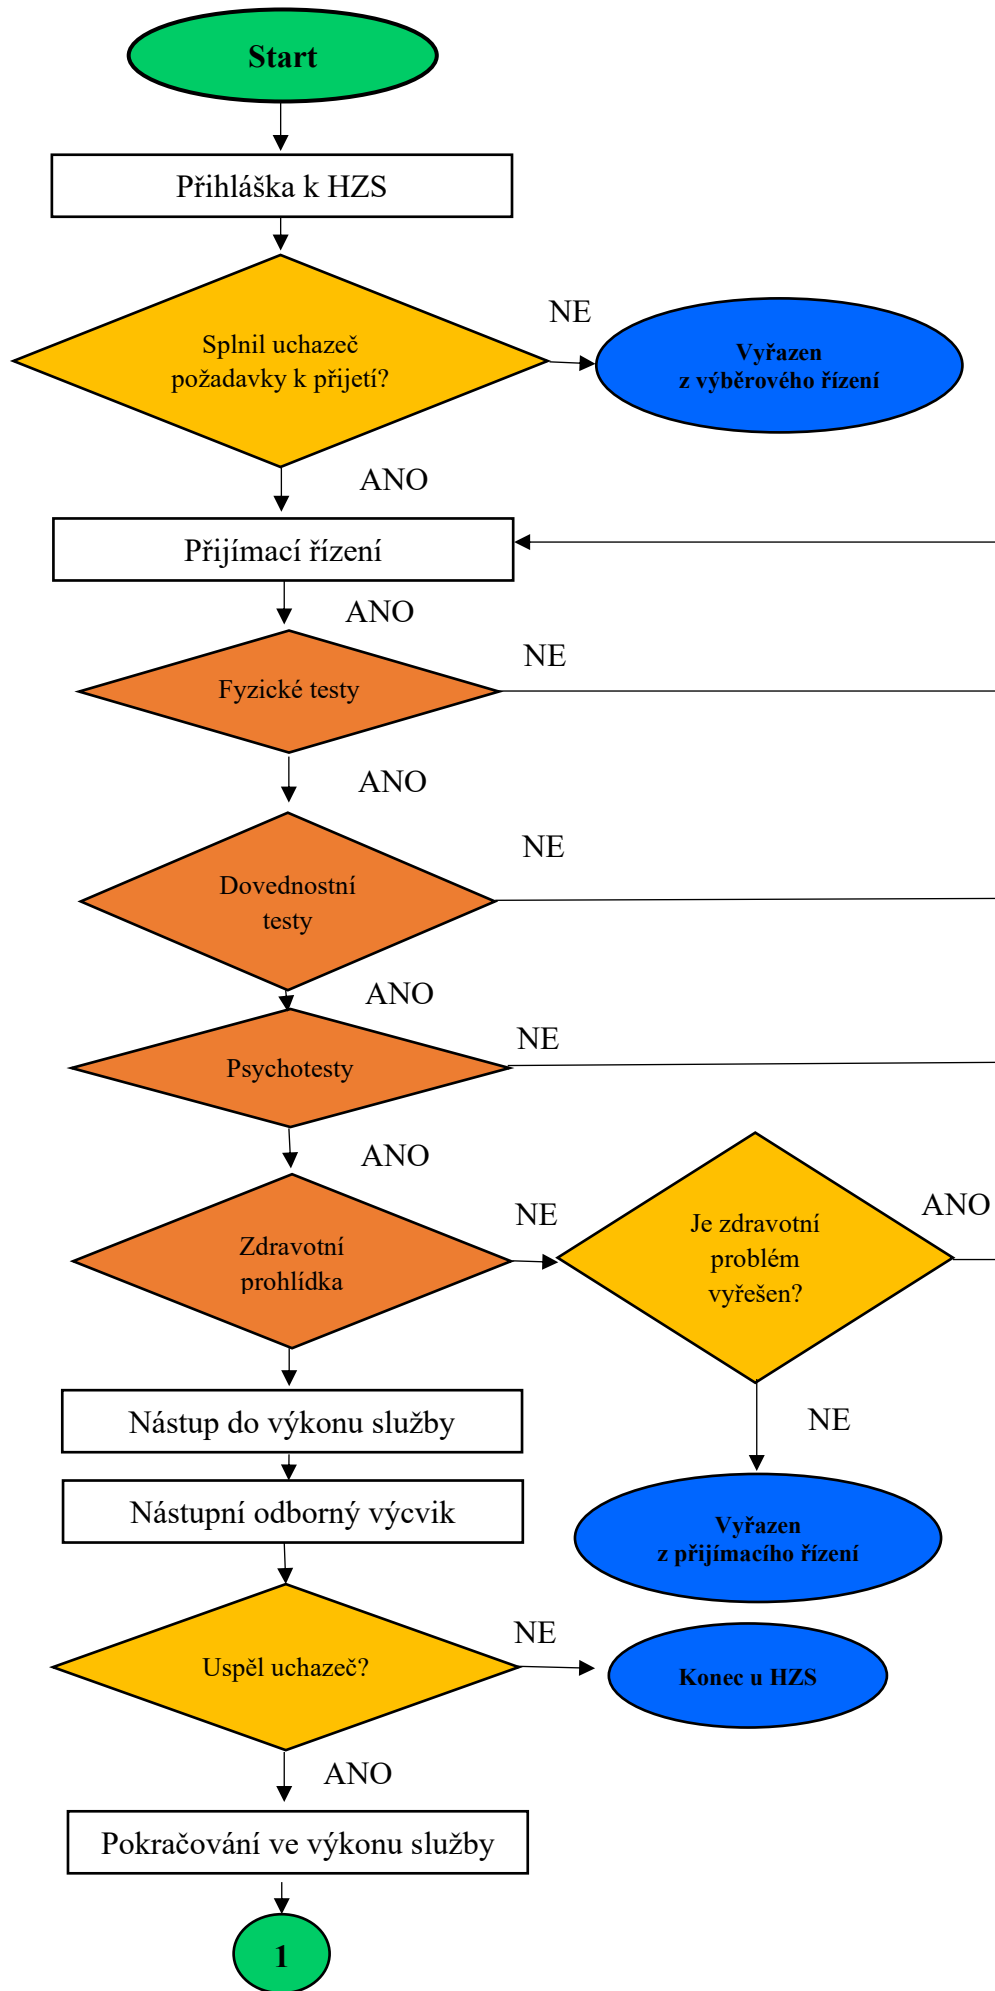 Start
Přihláška k HZS
NE
Splnil uchazeč
požadavky k přijetí?
Vyřazen
z výběrového řízení
ANO
Přijímací řízení
ANO
NE
Fyzické testy
ANO
NE
Dovednostní
testy
ANO
NE
Psychotesty
ANO
NE
ANO
Je zdravotní
problém
vyřešen?
Zdravotní
prohlídka
Nástup do výkonu služby
NE
Nástupní odborný výcvik
Vyřazen
z přijímacího řízení
NE
Uspěl uchazeč?
Konec u HZS
ANO
Pokračování ve výkonu služby
1